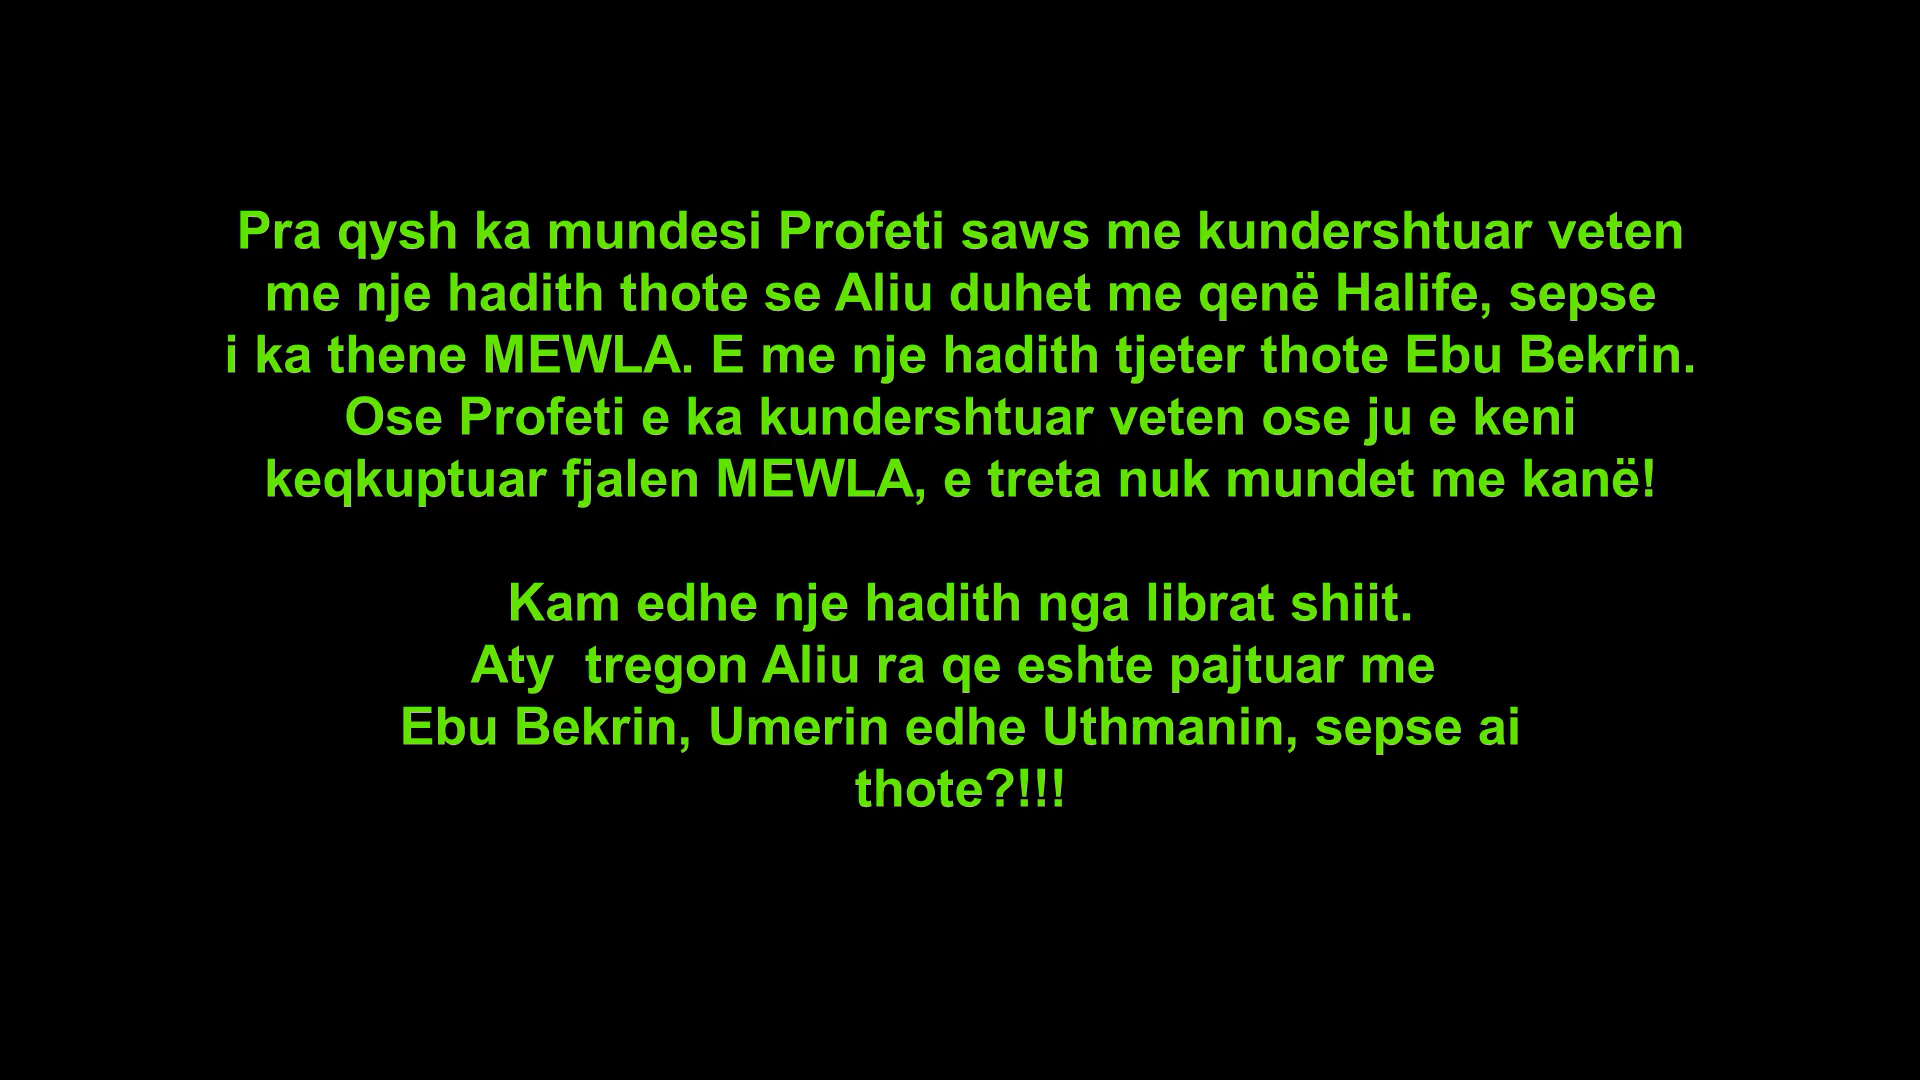 Pra qysh ka mundesi Profeti saws me kundershtuar veten
me nje hadith thote se Aliu duhet me qenë Halife, sepse
i ka thene MEWLA. E me nje hadith tjeter thote Ebu Bekrin.
Ose Profeti e ka kundershtuar veten ose ju e keni
keqkuptuar fjalen MEWLA, e treta nuk mundet me kanë!
Kam edhe nje hadith nga librat shiit.
Aty  tregon Aliu ra qe eshte pajtuar me
Ebu Bekrin, Umerin edhe Uthmanin, sepse ai
thote?!!!